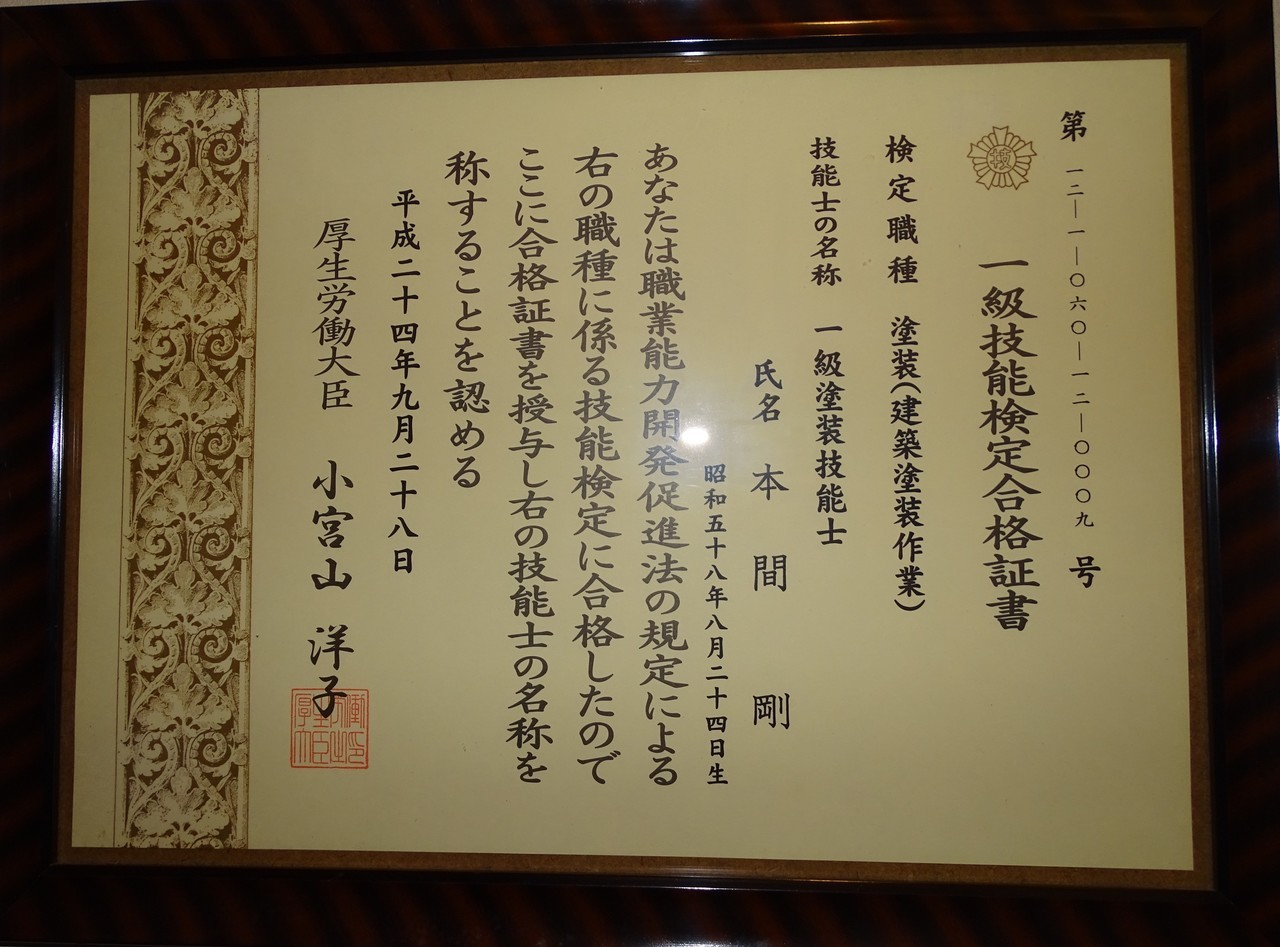 第一二―一―〇六〇―一二―〇〇〇九号
一級技能検定合格証書
検定職種 塗装(建築塗装作業)
技能士の名称 一級塗装技能士
氏名 本間 剛
昭和五十八年八月二十四日生
あなたは職業能力開発促進法の規定による
右の職種に係る技能検定に合格したので
ここに合格証書を授与し右の技能士の名称を
称することを認める
平成二十四年九月二十八日
厚生労働大臣 小宮山 洋子